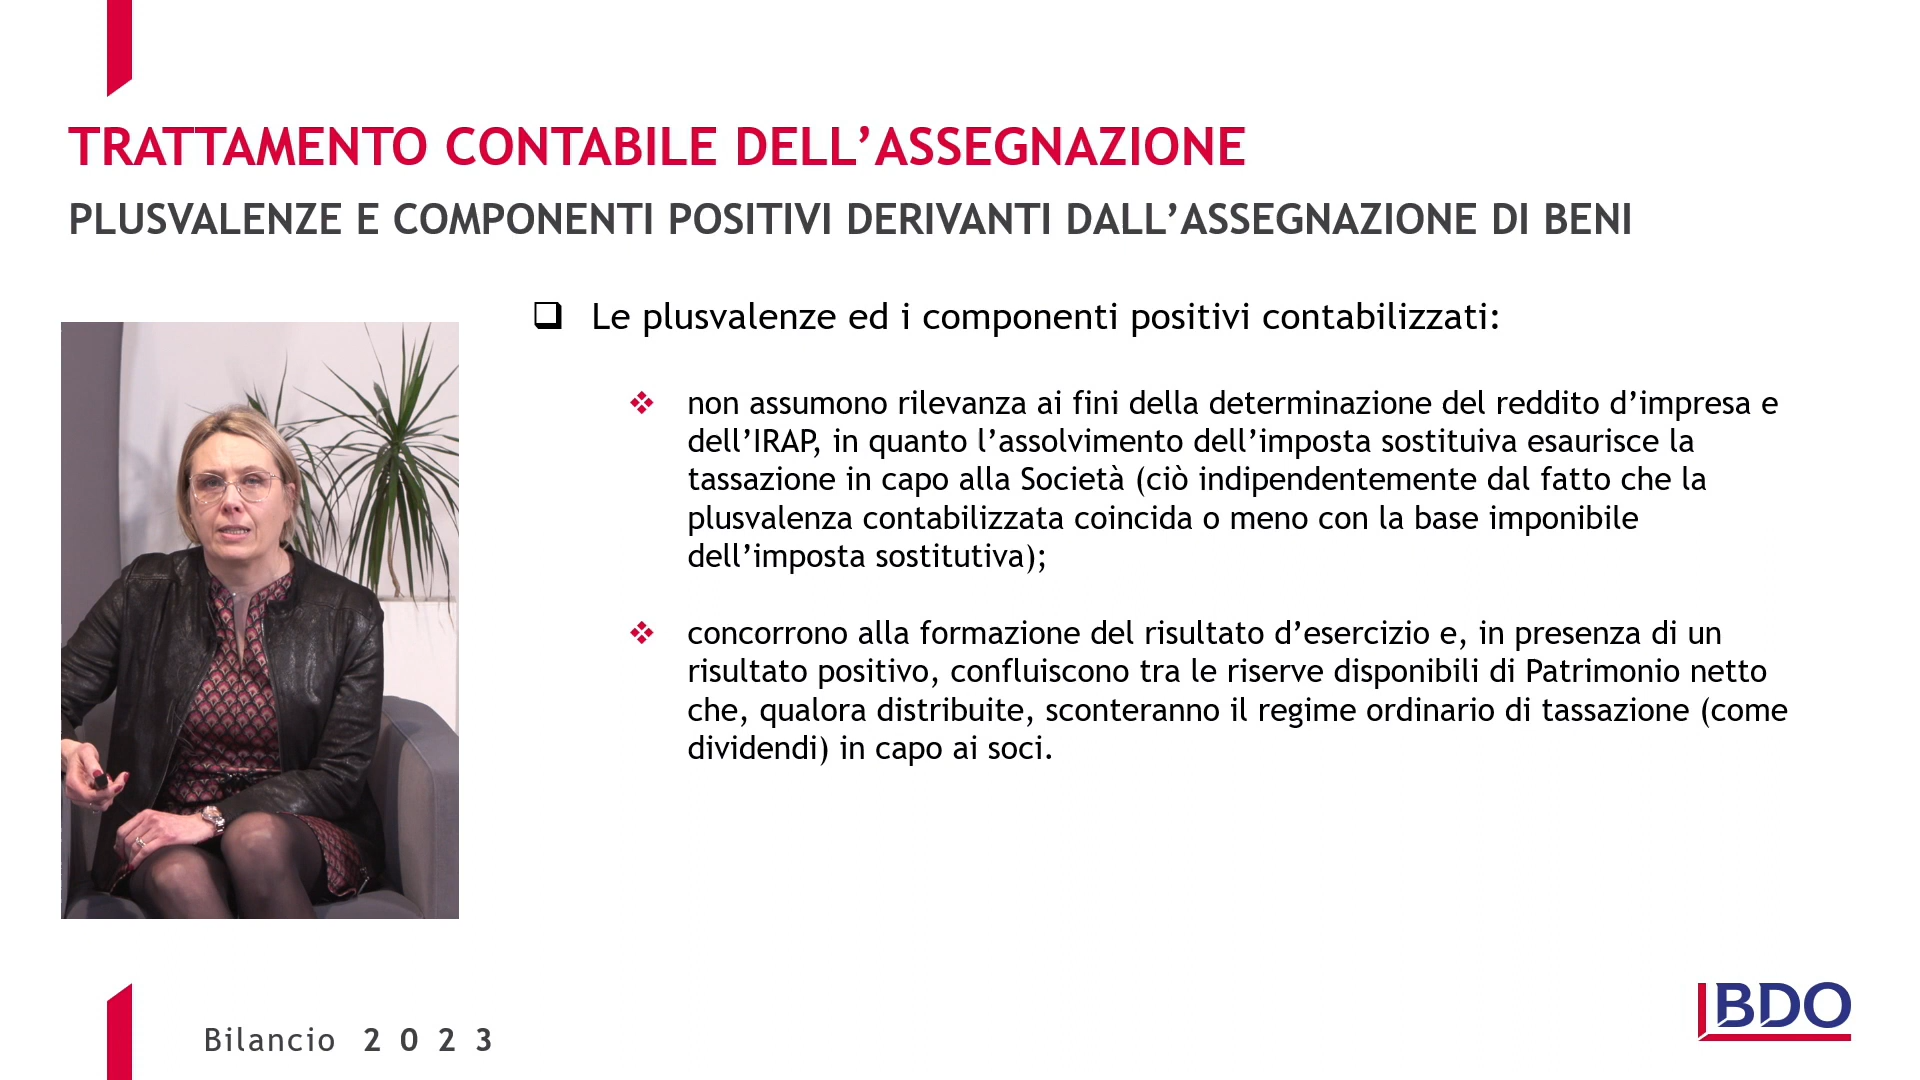 TRATTAMENTO CONTABILE DELL’ASSEGNAZIONE
PLUSVALENZE E COMPONENTI POSITIVI DERIVANTI DALL’ASSEGNAZIONE DI BENI
Le plusvalenze ed i componenti positivi contabilizzati:
non assumono rilevanza ai fini della determinazione del reddito d’impresa e
dell’IRAP, in quanto l’assolvimento dell’imposta sostituiva esaurisce la
tassazione in capo alla Società (ciò indipendentemente dal fatto che la
plusvalenza contabilizzata coincida o meno con la base imponibile
dell’imposta sostitutiva);
concorrono alla formazione del risultato d’esercizio e, in presenza di un
risultato positivo, confluiscono tra le riserve disponibili di Patrimonio netto
che, qualora distribuite, sconteranno il regime ordinario di tassazione (come
dividendi) in capo ai soci.
Bilancio 2023
BDO